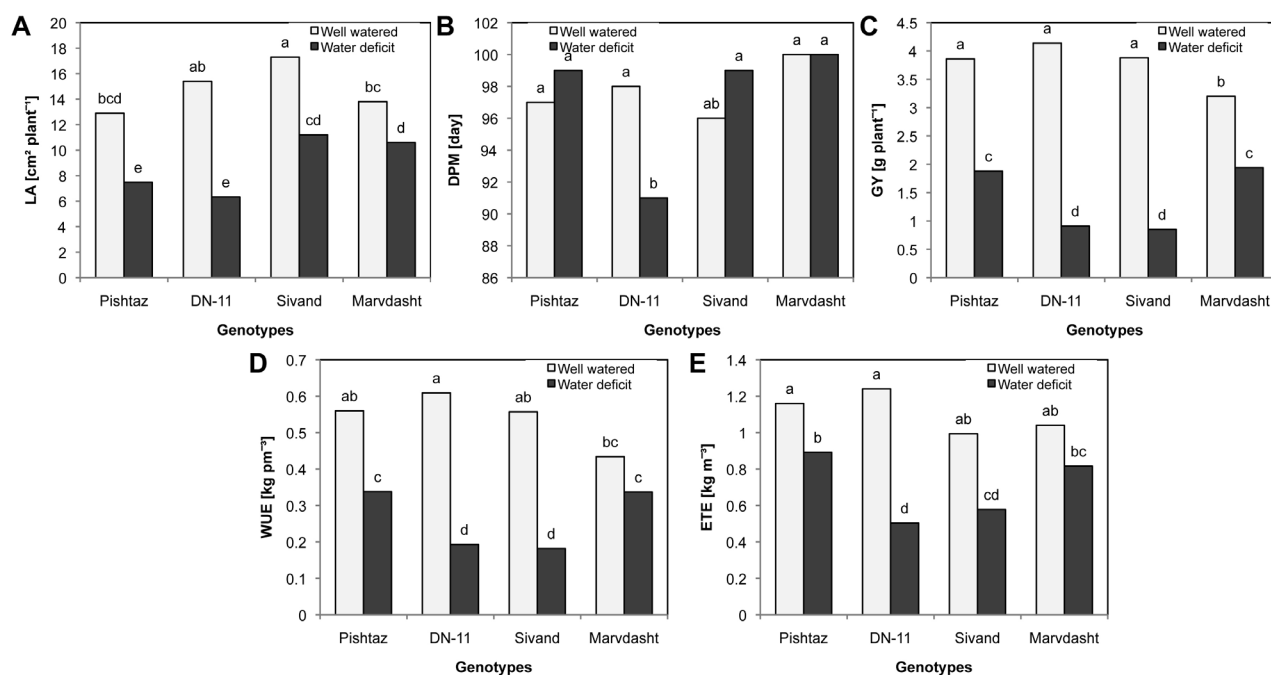 A
LA [cm² plant⁻¹]
20
18
16
14
12
10
8
6
4
2
0
Well watered
Water deficit
bcd
e
ab
e
a
cd
bc
d
Pishtaz DN-11 Sivand Marvdasht
Genotypes
B
DPM [day]
102
100
98
96
94
92
90
88
86
Well watered
Water deficit
a
a
a
b
ab
a
a
a
Pishtaz DN-11 Sivand Marvdasht
Genotypes
C
GY [g plant⁻¹]
4.5
4
3.5
3
2.5
2
1.5
1
0.5
0
Well watered
Water deficit
a
c
a
d
a
d
b
c
Pishtaz DN-11 Sivand Marvdasht
Genotypes
D
WUE [kg pm⁻³]
0.7
0.6
0.5
0.4
0.3
0.2
0.1
0
Well watered
Water deficit
ab
c
a
d
ab
d
bc
c
Pishtaz DN-11 Sivand Marvdasht
Genotypes
E
ETE [kg m⁻³]
1.4
1.2
1
0.8
0.6
0.4
0.2
0
Well watered
Water deficit
a
b
a
d
ab
cd
ab
bc
Pishtaz DN-11 Sivand Marvdasht
Genotypes